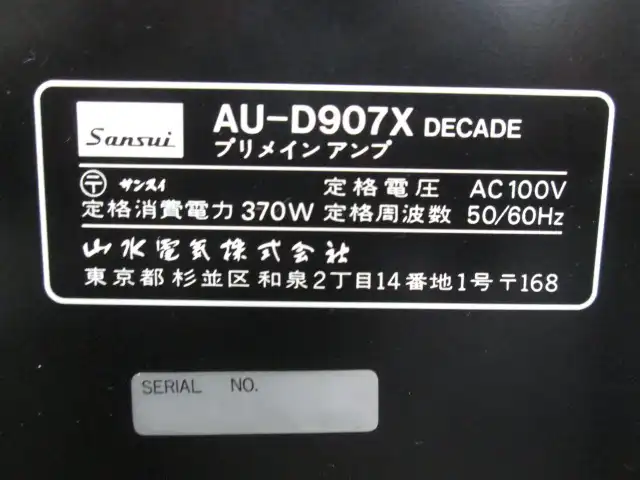 Sansui
AU-D907X DECADE
プリメインアンプ
〒 サンスイ 定格電圧 AC100V
定格消費電力 370W 定格周波数 50/60Hz
山水電気株式会社
東京都杉並区和泉2丁目14番地1号 〒168
SERIAL NO.